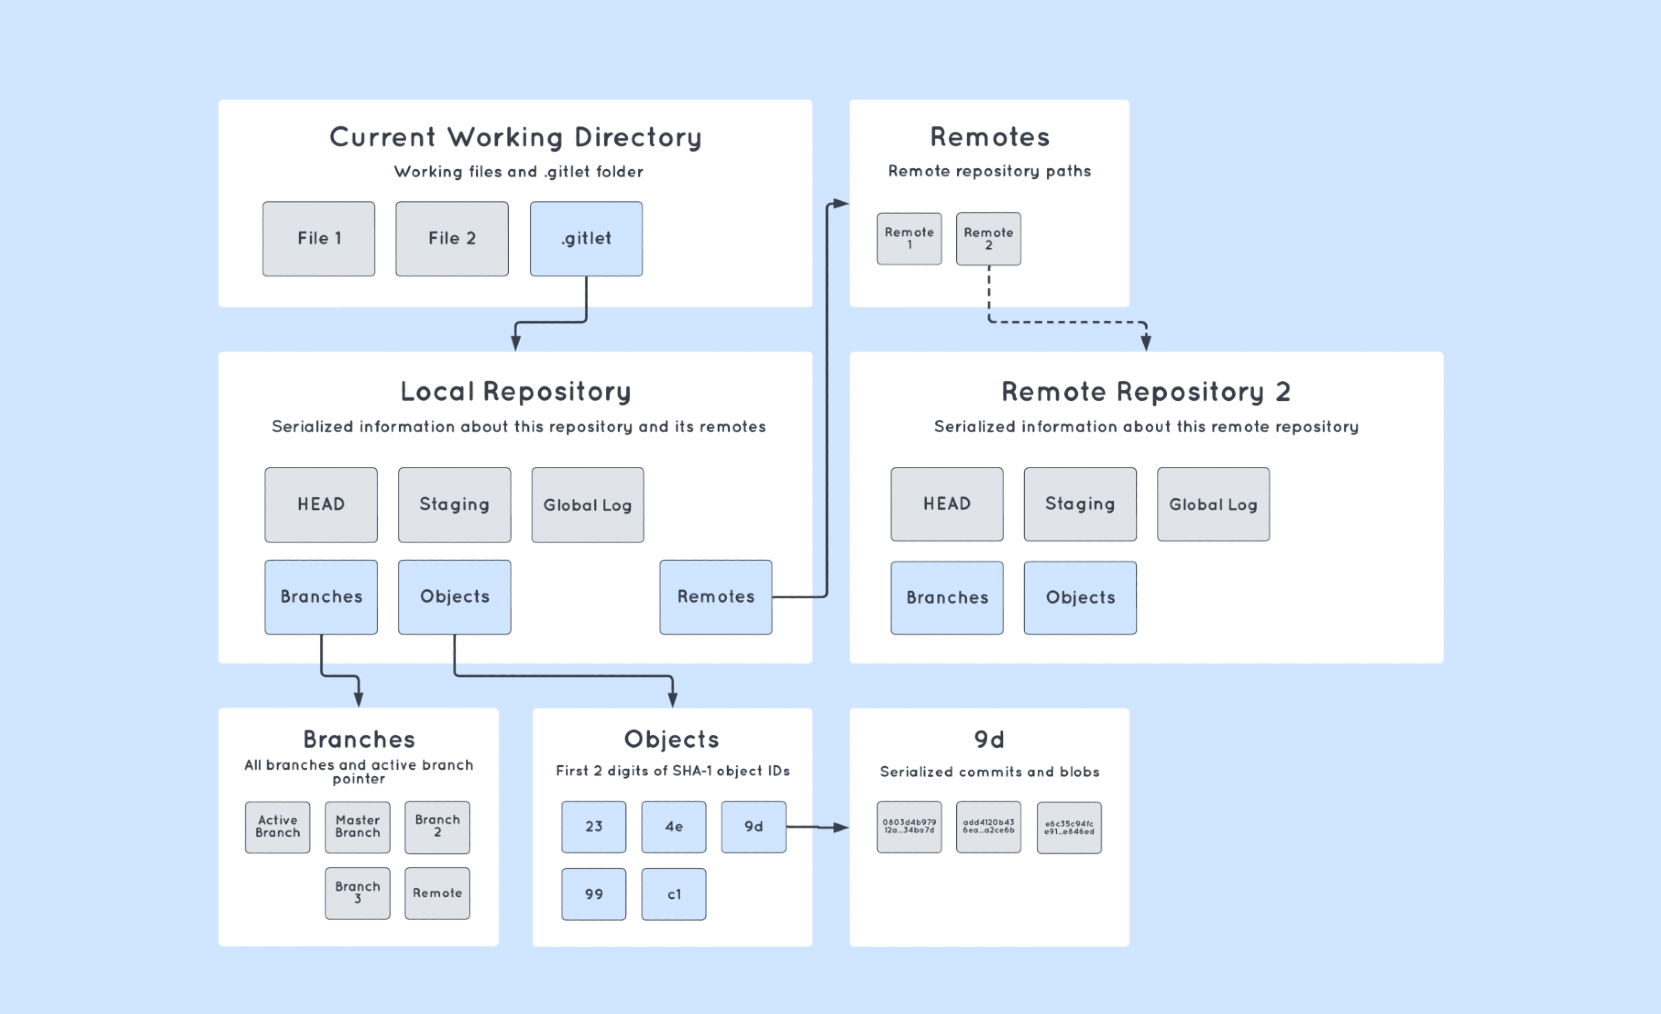 Current Working Directory
Working files and .gitlet folder
File 1
File 2
.gitlet
Remotes
Remote repository paths
Remote
1
Remote
2
Local Repository
Serialized information about this repository and its remotes
HEAD
Staging
Global Log
Branches
Objects
Remotes
Remote Repository 2
Serialized information about this remote repository
HEAD
Staging
Global Log
Branches
Objects
Branches
All branches and active branch
pointer
Active
Branch
Master
Branch
Branch
2
Branch
3
Remote
Objects
First 2 digits of SHA-1 object IDs
23
4e
9d
99
c1
9d
Serialized commits and blobs
0803d4b979
12a...34ba7d
add4120b43
6ea...a2ce6b
e6c35c94fc
e91...e646ed